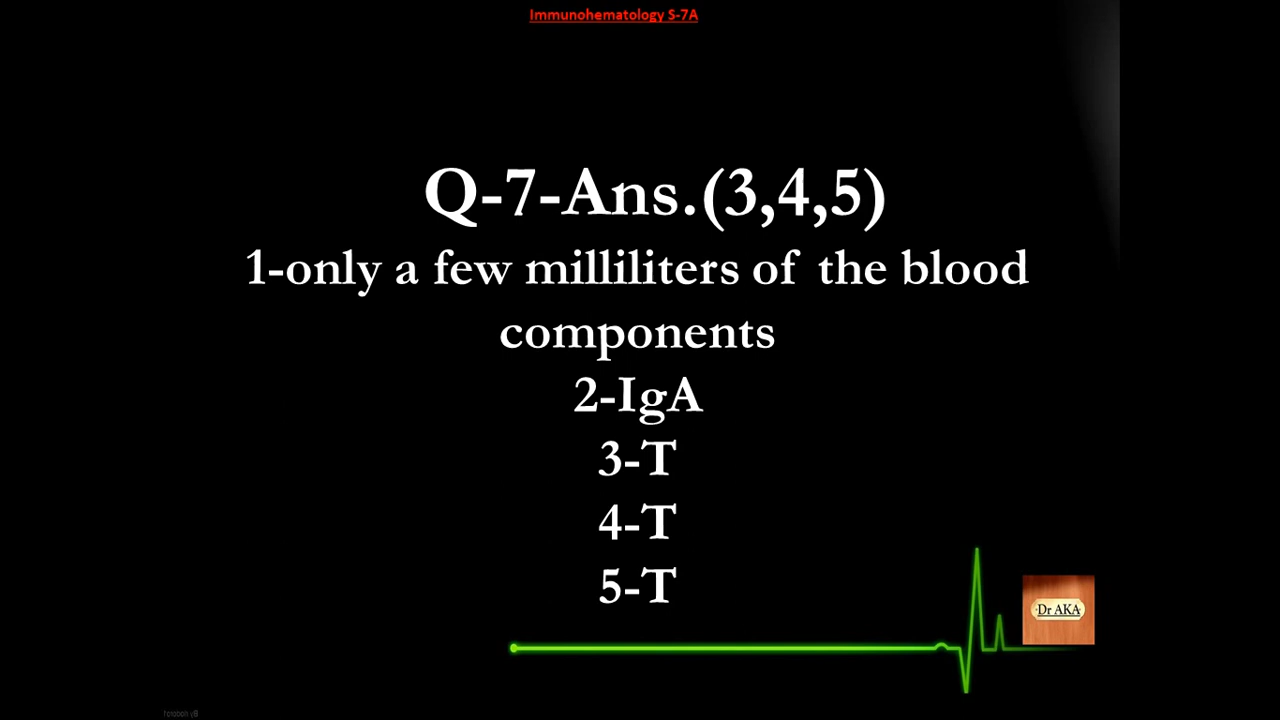 Immunohematology S-7A
Q-7-Ans.(3,4,5)
1-only a few milliliters of the blood
components
2-IgA
3-T
4-T
5-T
Dr AKA